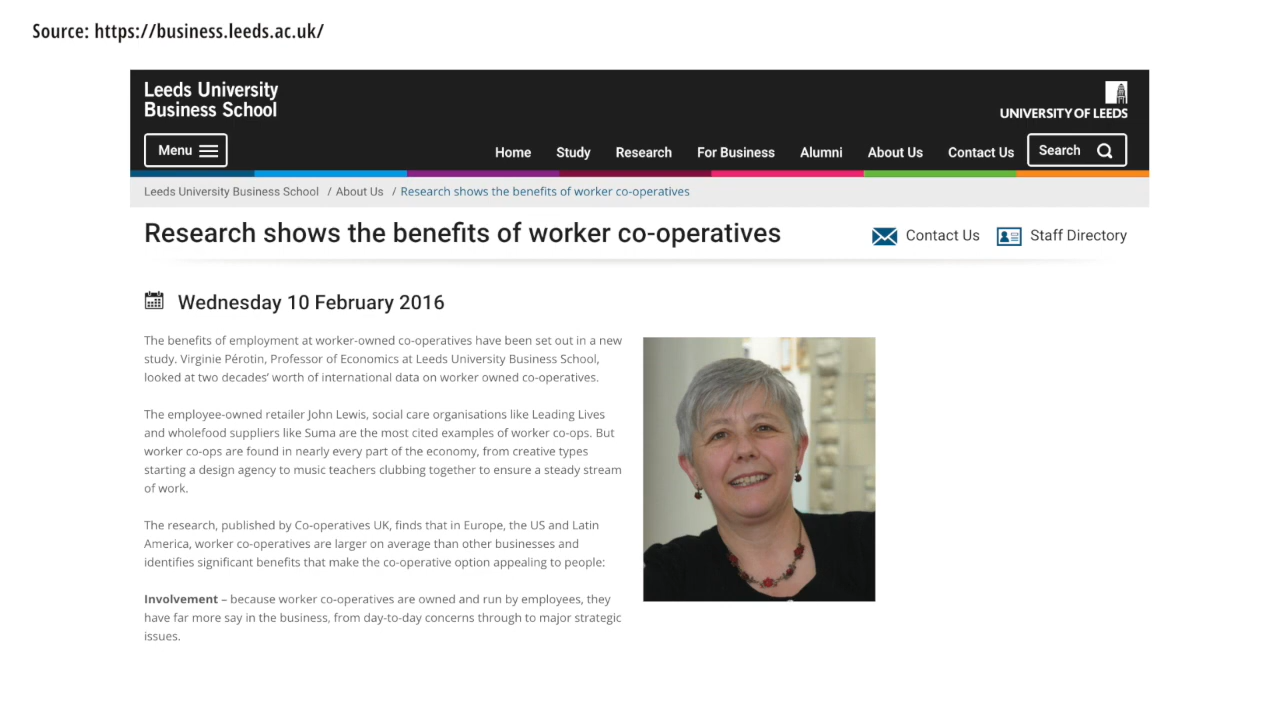 Source: https://business.leeds.ac.uk/
Leeds University
Business School
UNIVERSITY OF LEEDS
Menu
Home
Study
Research
For Business
Alumni
About Us
Contact Us
Search
Leeds University Business School / About Us / Research shows the benefits of worker co-operatives
Research shows the benefits of worker co-operatives
Contact Us
Staff Directory
Wednesday 10 February 2016
The benefits of employment at worker-owned co-operatives have been set out in a new
study. Virginie Pérotin, Professor of Economics at Leeds University Business School,
looked at two decades’ worth of international data on worker owned co-operatives.
The employee-owned retailer John Lewis, social care organisations like Leading Lives
and wholefood suppliers like Suma are the most cited examples of worker co-ops. But
worker co-ops are found in nearly every part of the economy, from creative types
starting a design agency to music teachers clubbing together to ensure a steady stream
of work.
The research, published by Co-operatives UK, finds that in Europe, the US and Latin
America, worker co-operatives are larger on average than other businesses and
identifies significant benefits that make the co-operative option appealing to people:
Involvement – because worker co-operatives are owned and run by employees, they
have far more say in the business, from day-to-day concerns through to major strategic
issues.